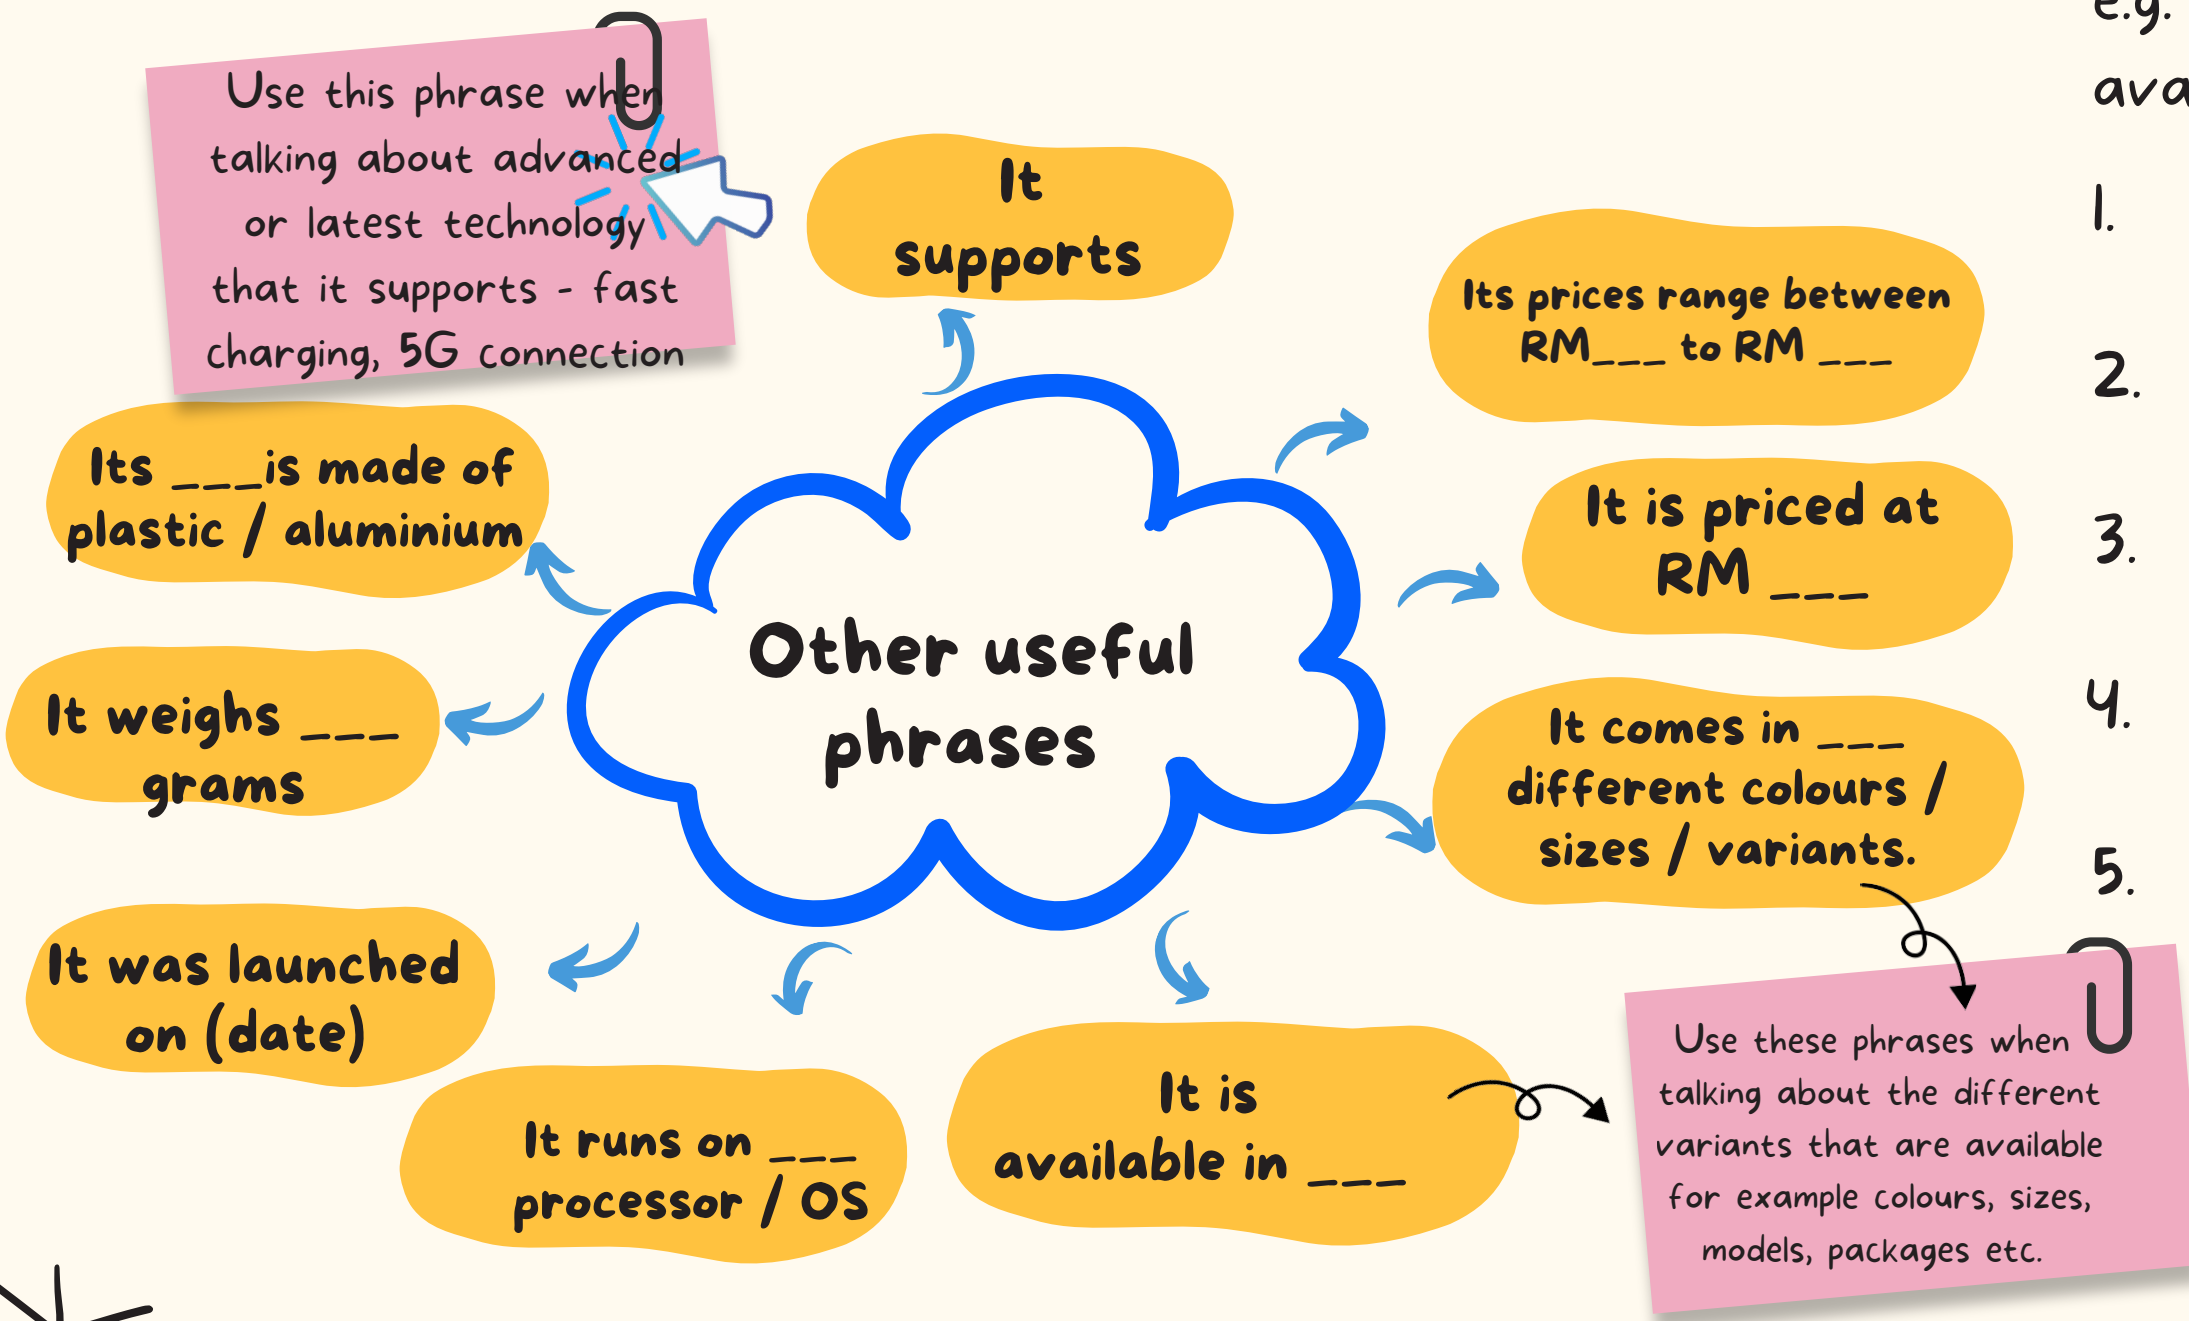 Use this phrase when
talking about advanced
or latest technology
that it supports - fast
charging, 5G connection
It
supports
Its prices range between
RM___ to RM ___
Its ___is made of
plastic / aluminium
It is priced at
RM ___
Other useful
phrases
It weighs ___
grams
It comes in ___
different colours /
sizes / variants.
It was launched
on (date)
It runs on ___
processor / OS
It is
available in ___
Use these phrases when
talking about the different
variants that are available
for example colours, sizes,
models, packages etc.
e.g.
1.
2.
3.
4.
5.